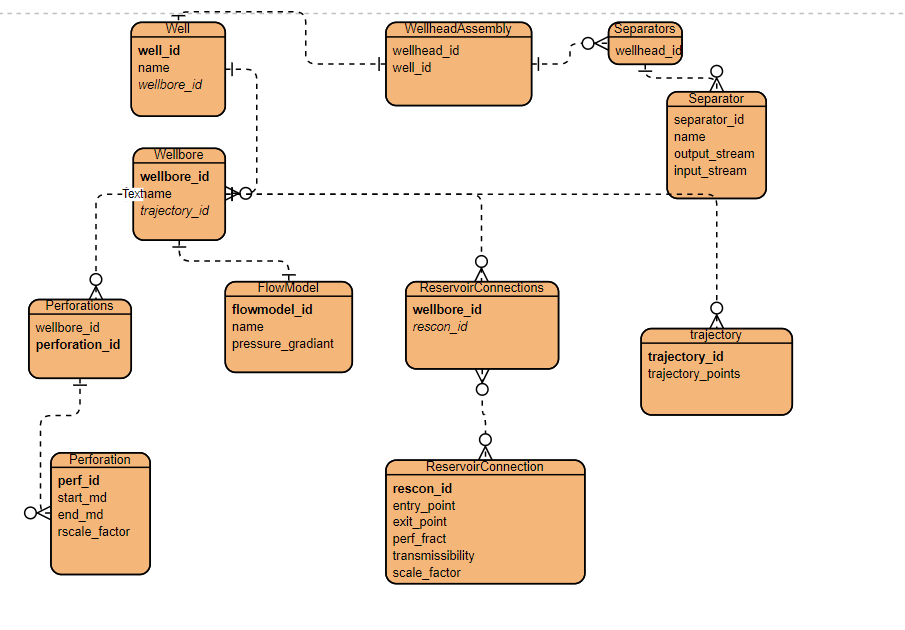 Well
well_id
name
wellbore_id
WellheadAssembly
wellhead_id
well_id
Separators
wellhead_id
Separator
separator_id
name
output_stream
input_stream
Wellbore
wellbore_id
Text
name
trajectory_id
Perforations
wellbore_id
perforation_id
FlowModel
flowmodel_id
name
pressure_gradiant
ReservoirConnections
wellbore_id
rescon_id
trajectory
trajectory_id
trajectory_points
Perforation
perf_id
start_md
end_md
rscale_factor
ReservoirConnection
rescon_id
entry_point
exit_point
perf_fract
transmissibility
scale_factor